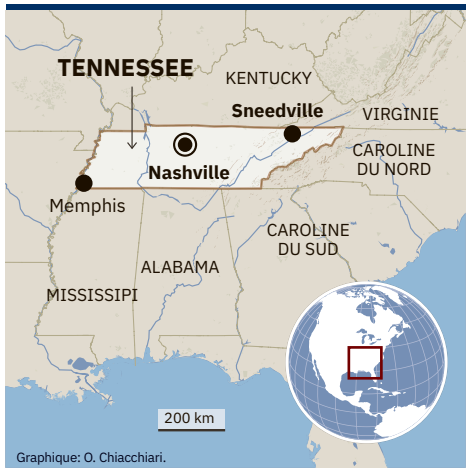 TENNESSEE
KENTUCKY
Sneedville
VIRGINIE
CAROLINE
DU NORD
Nashville
Memphis
CAROLINE
DU SUD
ALABAMA
MISSISSIPI
200 km
Graphique: O. Chiacchiari.